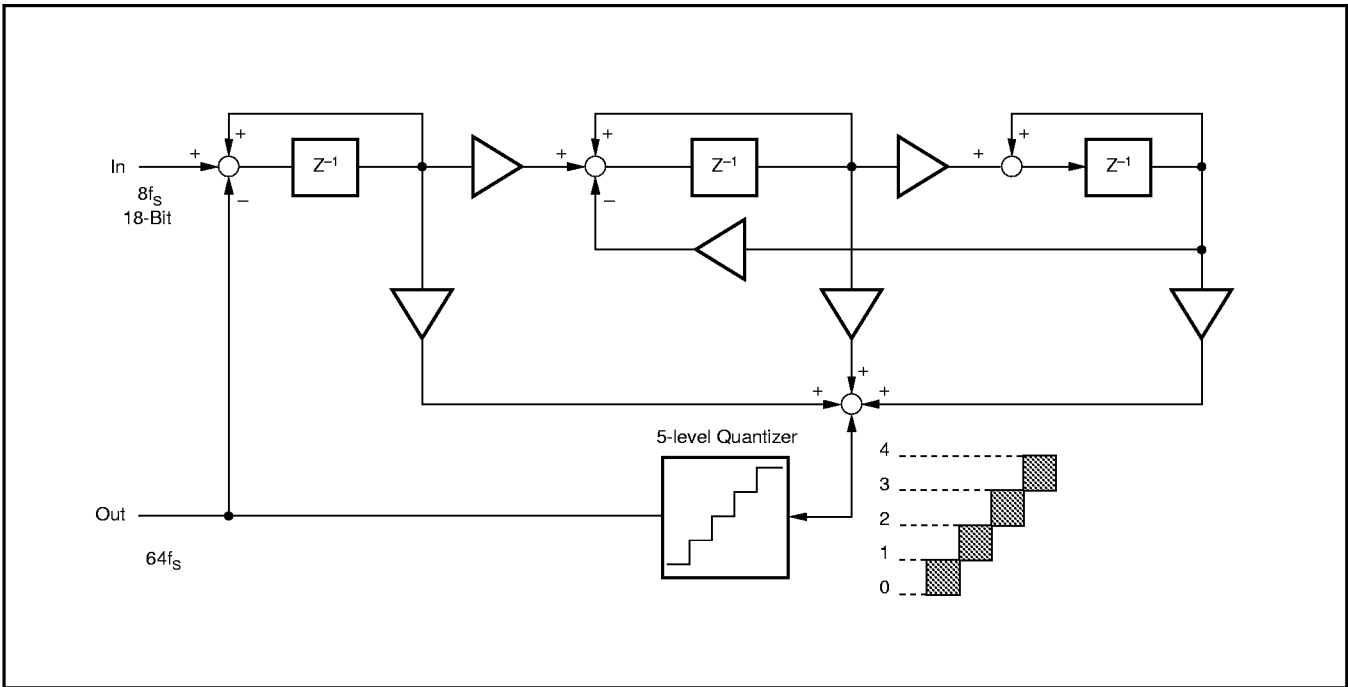 + + +
In + Z⁻¹ + Z⁻¹ + Z⁻¹
8fS
18-Bit
− −
+
+ +
5-level Quantizer
4
3
2
1
0
Out
64fS